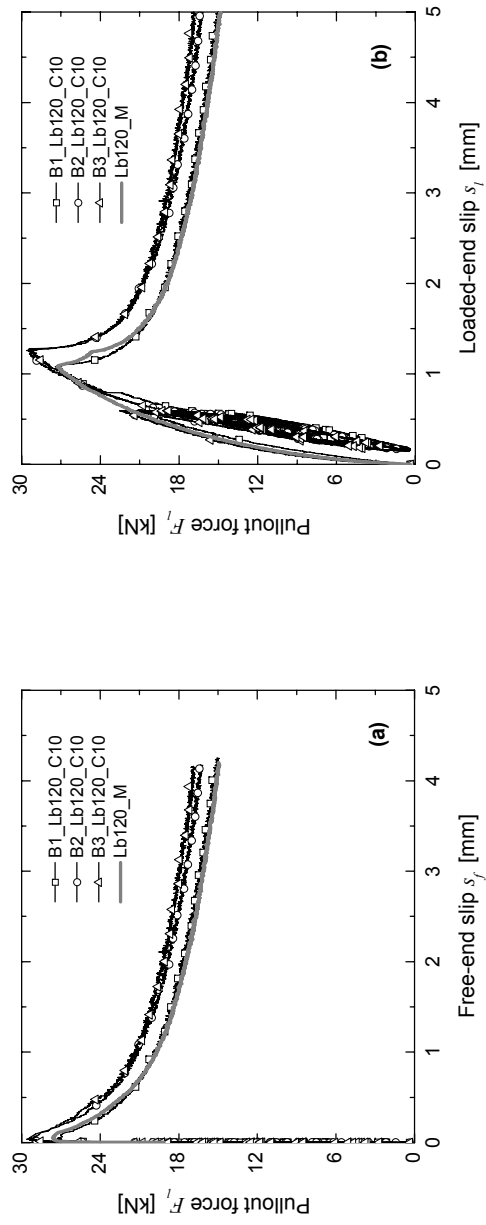 30
24
18
12
6
0
Pullout force F_l [kN]
B1_Lb120_C10
B2_Lb120_C10
B3_Lb120_C10
Lb120_M
(a)
0 1 2 3 4 5
Free-end slip s_f [mm]
30
24
18
12
6
0
Pullout force F_l [kN]
B1_Lb120_C10
B2_Lb120_C10
B3_Lb120_C10
Lb120_M
(b)
0 1 2 3 4 5
Loaded-end slip s_l [mm]